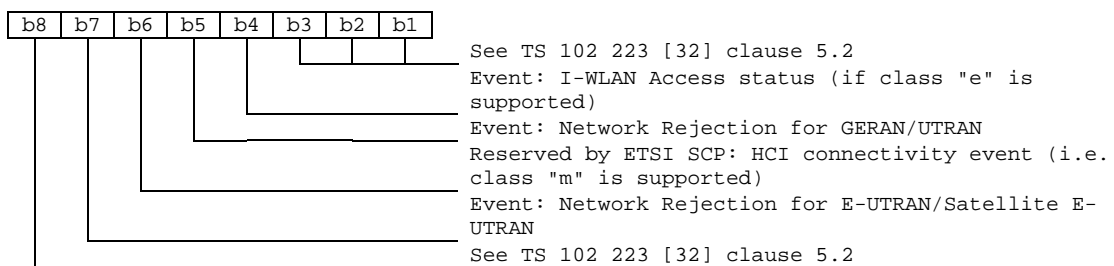 b8 b7 b6 b5 b4 b3 b2 b1
See TS 102 223 [32] clause 5.2
Event: I-WLAN Access status (if class "e" is
supported)
Event: Network Rejection for GERAN/UTRAN
Reserved by ETSI SCP: HCI connectivity event (i.e.
class "m" is supported)
Event: Network Rejection for E-UTRAN/Satellite E-
UTRAN
See TS 102 223 [32] clause 5.2